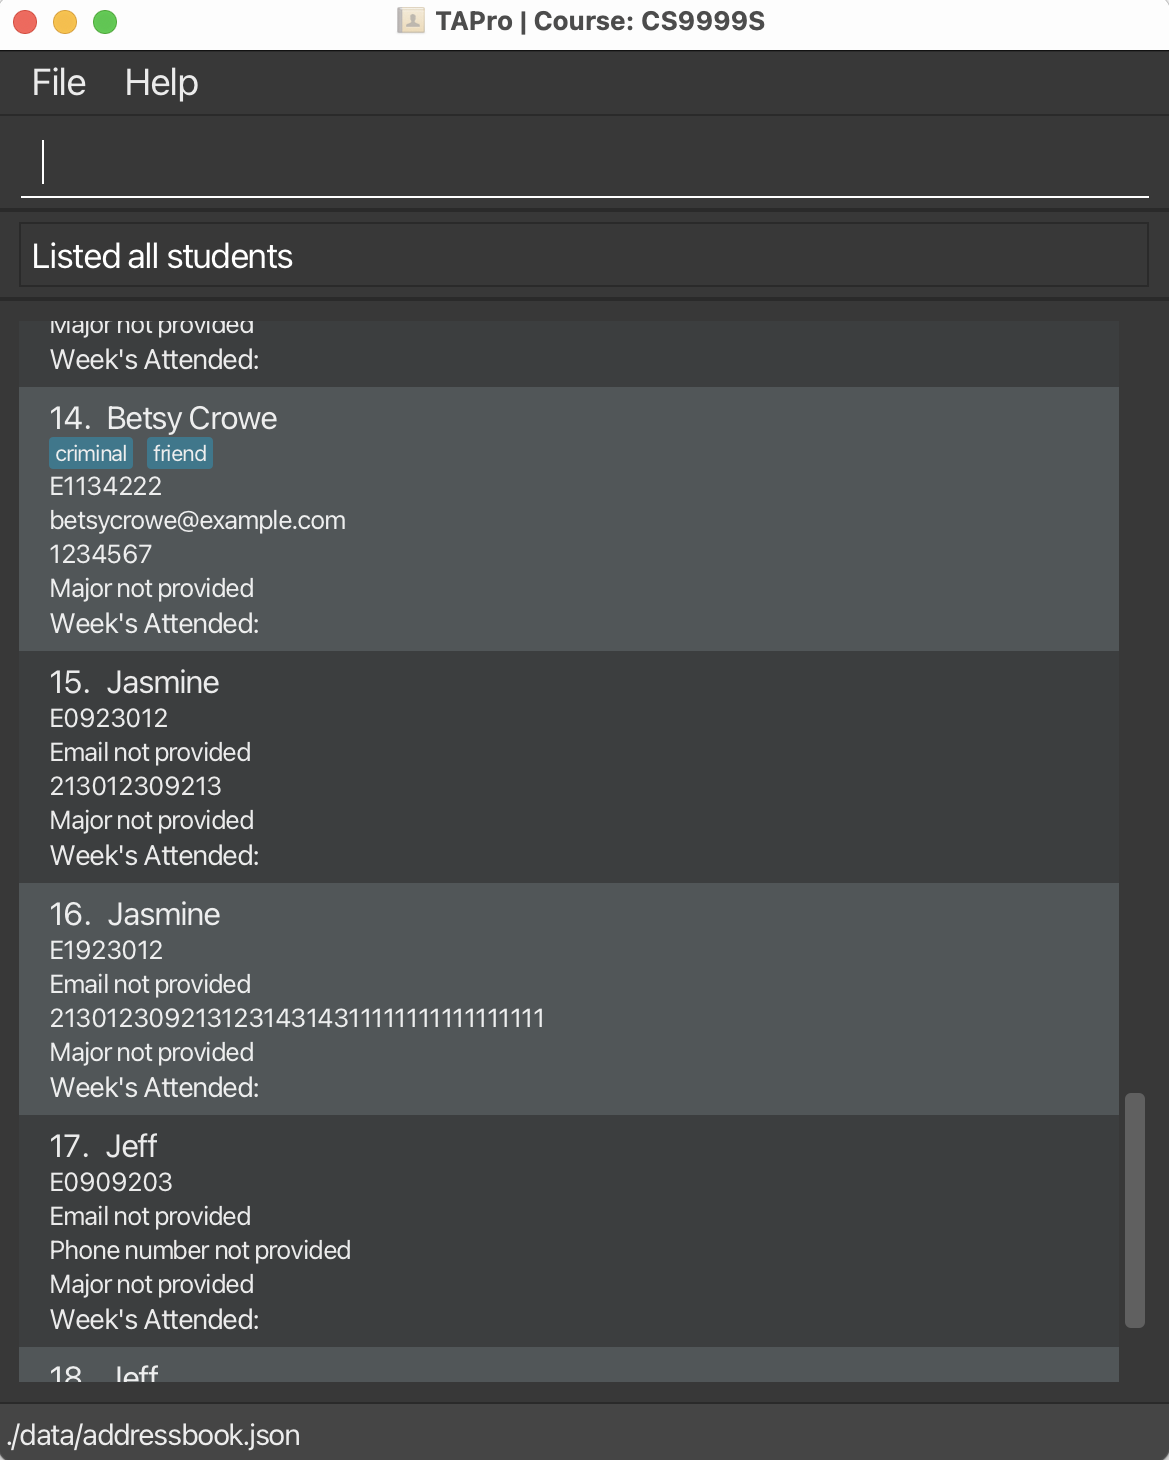 TAPro | Course: CS9999S
File Help
Listed all students
Major not provided
Week's Attended:
14. Betsy Crowe
criminal friend
E1134222
betsycrowe@example.com
1234567
Major not provided
Week's Attended:
15. Jasmine
E0923012
Email not provided
213012309213
Major not provided
Week's Attended:
16. Jasmine
E1923012
Email not provided
Major not provided
Week's Attended:
17. Jeff
E0909203
Email not provided
Phone number not provided
Major not provided
Week's Attended:
18. Jeff
./data/addressbook.json